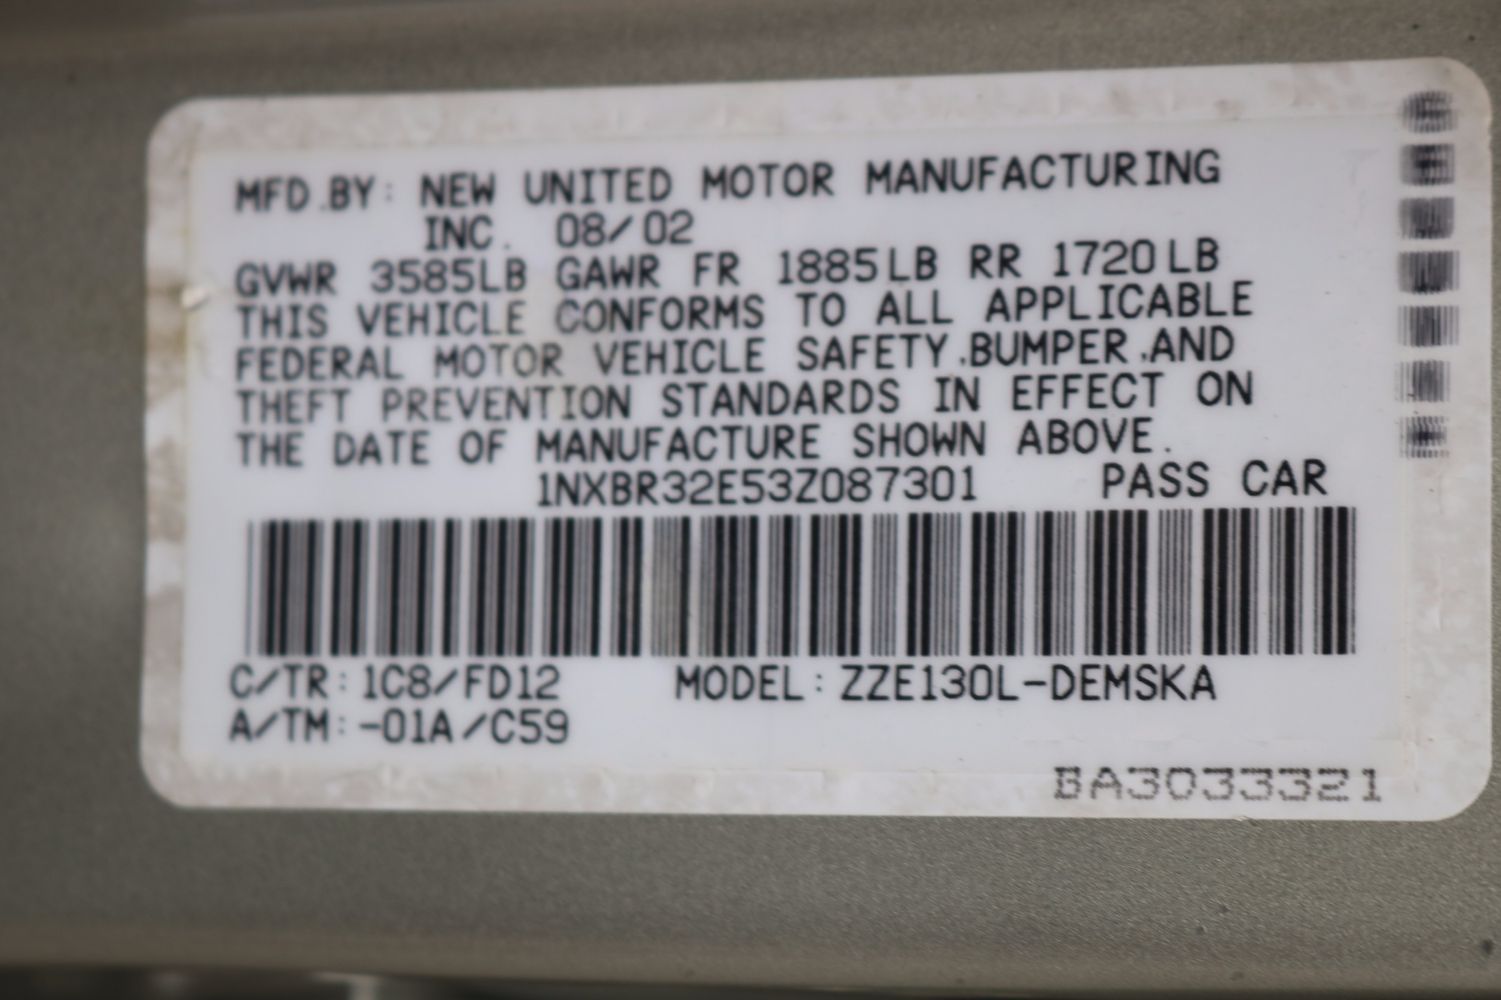 MFD.BY: NEW UNITED MOTOR MANUFACTURING
INC. 08/02
GVWR 3585LB GAWR FR 1885LB RR 1720LB
THIS VEHICLE CONFORMS TO ALL APPLICABLE
FEDERAL MOTOR VEHICLE SAFETY,BUMPER,AND
THEFT PREVENTION STANDARDS IN EFFECT ON
THE DATE OF MANUFACTURE SHOWN ABOVE.
1NXBR32E53Z087301 PASS CAR
C/TR: 1C8/FD12 MODEL: ZZE130L-DEMSKA
A/TM: -01A/C59
BA3033321